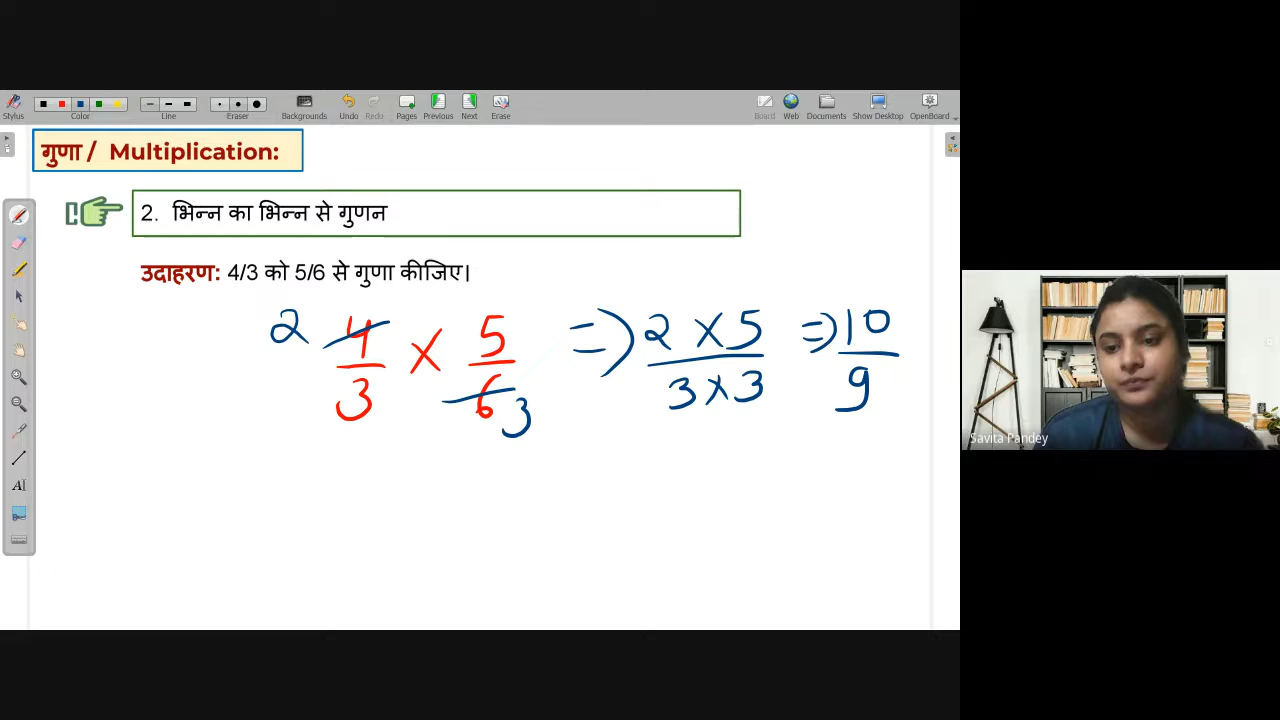 Stylus Color Line Eraser Backgrounds Undo Redo Pages Previous Next Erase Board Web Documents Show Desktop OpenBoard
गुणा / Multiplication:
2. भिन्न का भिन्न से गुणन
उदाहरण: 4/3 को 5/6 से गुणा कीजिए।
2 4/3 × 5/6 3 => 2 × 5 / 3 × 3 => 10/9
Savita Pandey